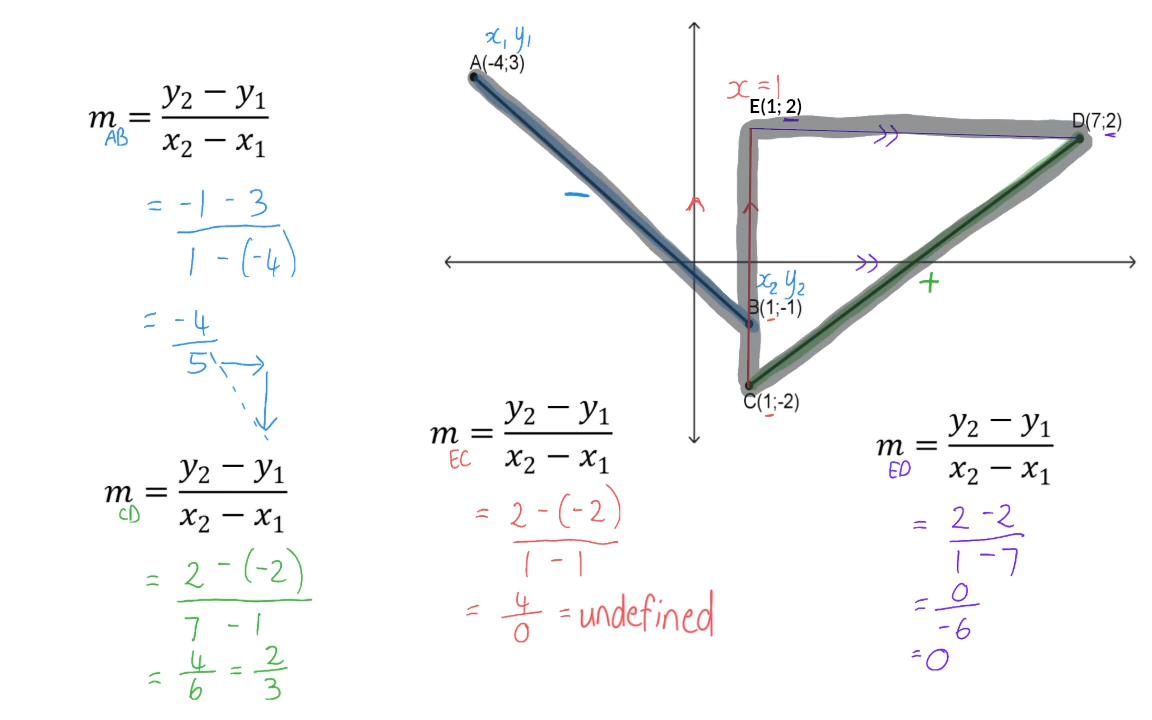 x₁ y₁
A(-4;3)
x = 1
E(1; 2)
D(7;2)
−
+
x₂ y₂
B(1;-1)
C(1;-2)
m_AB = (y₂ − y₁)/(x₂ − x₁)
= (-1 - 3)/(1 - (-4))
= -4/5
m_CD = (y₂ − y₁)/(x₂ − x₁)
= (2 - (-2))/(7 - 1)
= 4/6 = 2/3
m_EC = (y₂ − y₁)/(x₂ − x₁)
= (2 - (-2))/(1 - 1)
= 4/0 = undefined
m_ED = (y₂ − y₁)/(x₂ − x₁)
= (2 - 2)/(1 - 7)
= 0/-6
= 0